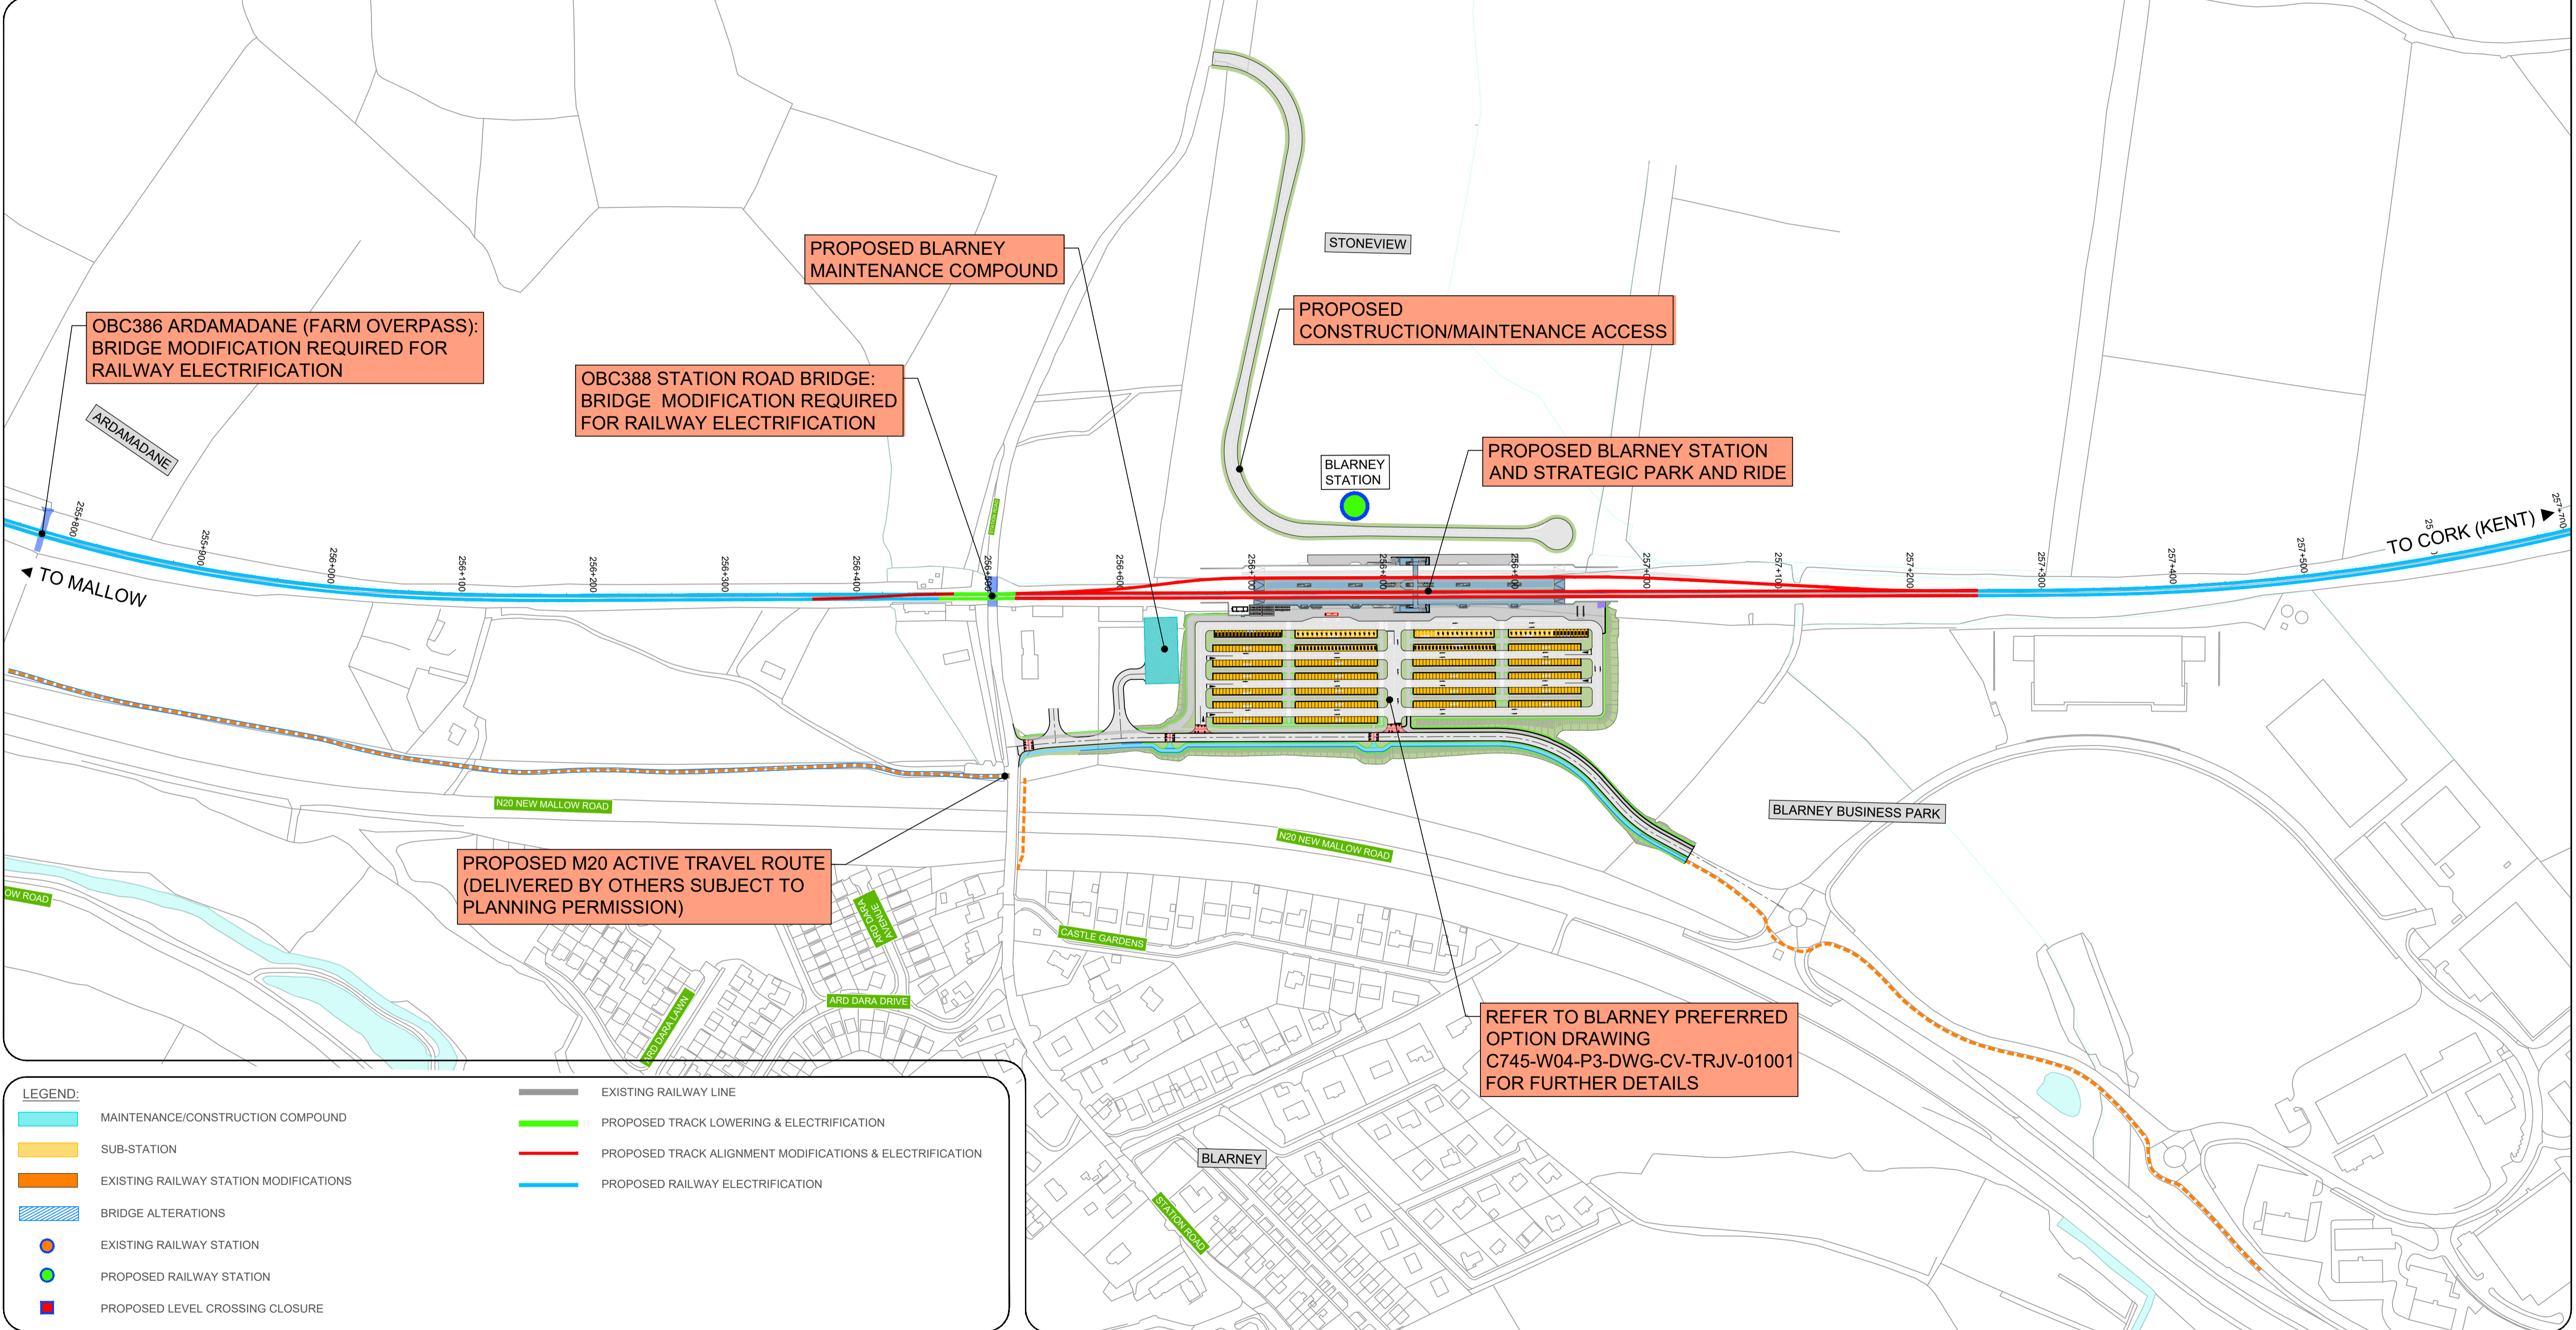 STONEVIEW
PROPOSED BLARNEY
MAINTENANCE COMPOUND
PROPOSED
CONSTRUCTION/MAINTENANCE ACCESS
OBC386 ARDAMADANE (FARM OVERPASS):
BRIDGE MODIFICATION REQUIRED FOR
RAILWAY ELECTRIFICATION
OBC388 STATION ROAD BRIDGE:
BRIDGE MODIFICATION REQUIRED
FOR RAILWAY ELECTRIFICATION
ARDAMADANE
PROPOSED BLARNEY STATION
AND STRATEGIC PARK AND RIDE
BLARNEY
STATION
255+800
255+900
256+000
256+100
256+200
256+300
256+400
256+500
256+600
256+700
256+800
256+900
257+000
257+100
257+200
257+300
257+400
257+500
25
257+700
TO MALLOW
TO CORK (KENT)
N20 NEW MALLOW ROAD
N20 NEW MALLOW ROAD
BLARNEY BUSINESS PARK
PROPOSED M20 ACTIVE TRAVEL ROUTE
(DELIVERED BY OTHERS SUBJECT TO
PLANNING PERMISSION)
OW ROAD
ARD DARA
AVENUE
CASTLE GARDENS
ARD DARA DRIVE
ARD DARA LAWN
REFER TO BLARNEY PREFERRED
OPTION DRAWING
C745-W04-P3-DWG-CV-TRJV-01001
FOR FURTHER DETAILS
BLARNEY
STATION ROAD
LEGEND:
MAINTENANCE/CONSTRUCTION COMPOUND
SUB-STATION
EXISTING RAILWAY STATION MODIFICATIONS
BRIDGE ALTERATIONS
EXISTING RAILWAY STATION
PROPOSED RAILWAY STATION
PROPOSED LEVEL CROSSING CLOSURE
EXISTING RAILWAY LINE
PROPOSED TRACK LOWERING & ELECTRIFICATION
PROPOSED TRACK ALIGNMENT MODIFICATIONS & ELECTRIFICATION
PROPOSED RAILWAY ELECTRIFICATION